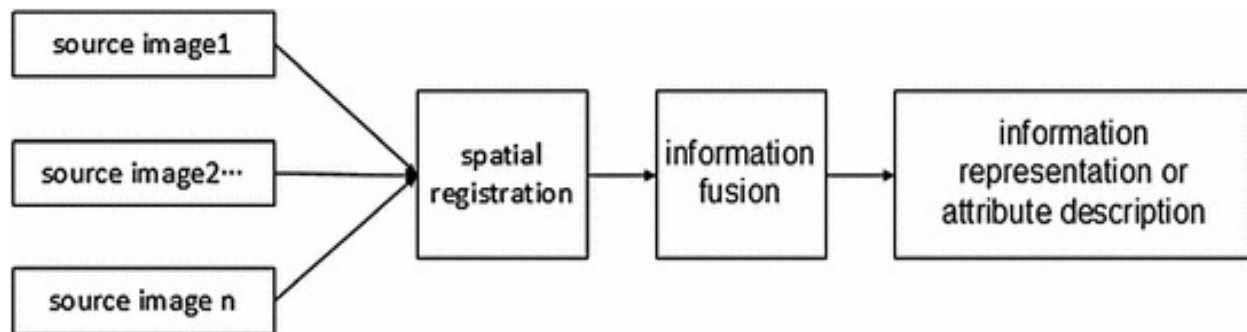 source image1
source image2···
source image n
spatial
registration
information
fusion
information
representation or
attribute description